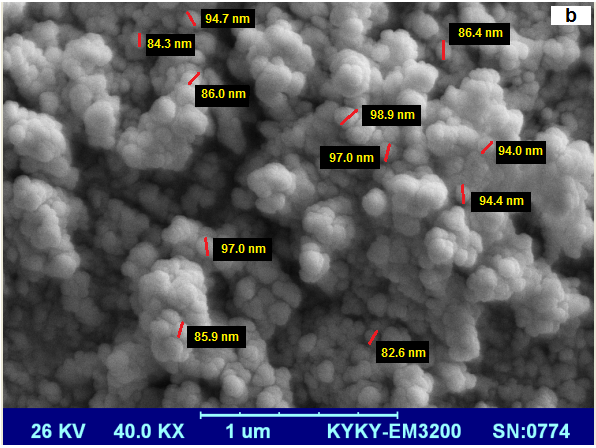 b
94.7 nm
86.4 nm
84.3 nm
86.0 nm
98.9 nm
94.0 nm
97.0 nm
94.4 nm
97.0 nm
85.9 nm
82.6 nm
26 KV 40.0 KX 1 um KYKY-EM3200 SN:0774